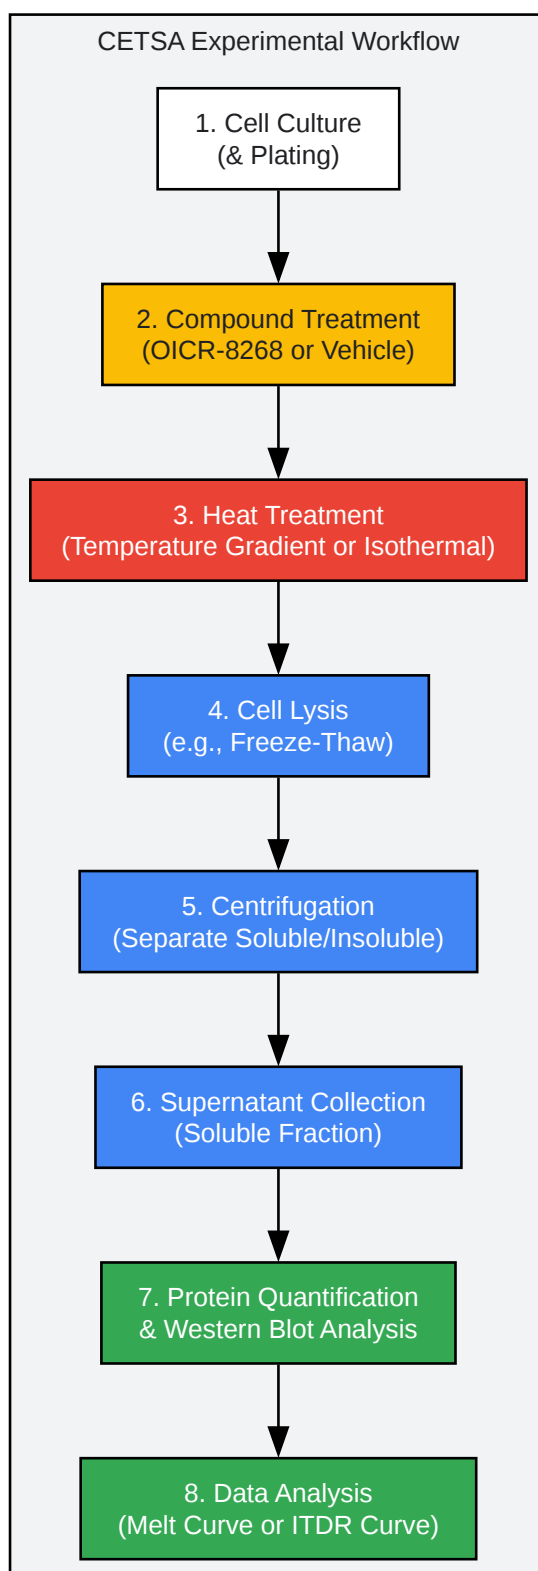 CETSA Experimental Workflow
1. Cell Culture
(& Plating)
2. Compound Treatment
(OICR-8268 or Vehicle)
3. Heat Treatment
(Temperature Gradient or Isothermal)
4. Cell Lysis
(e.g., Freeze-Thaw)
5. Centrifugation
(Separate Soluble/Insoluble)
6. Supernatant Collection
(Soluble Fraction)
7. Protein Quantification
& Western Blot Analysis
8. Data Analysis
(Melt Curve or ITDR Curve)